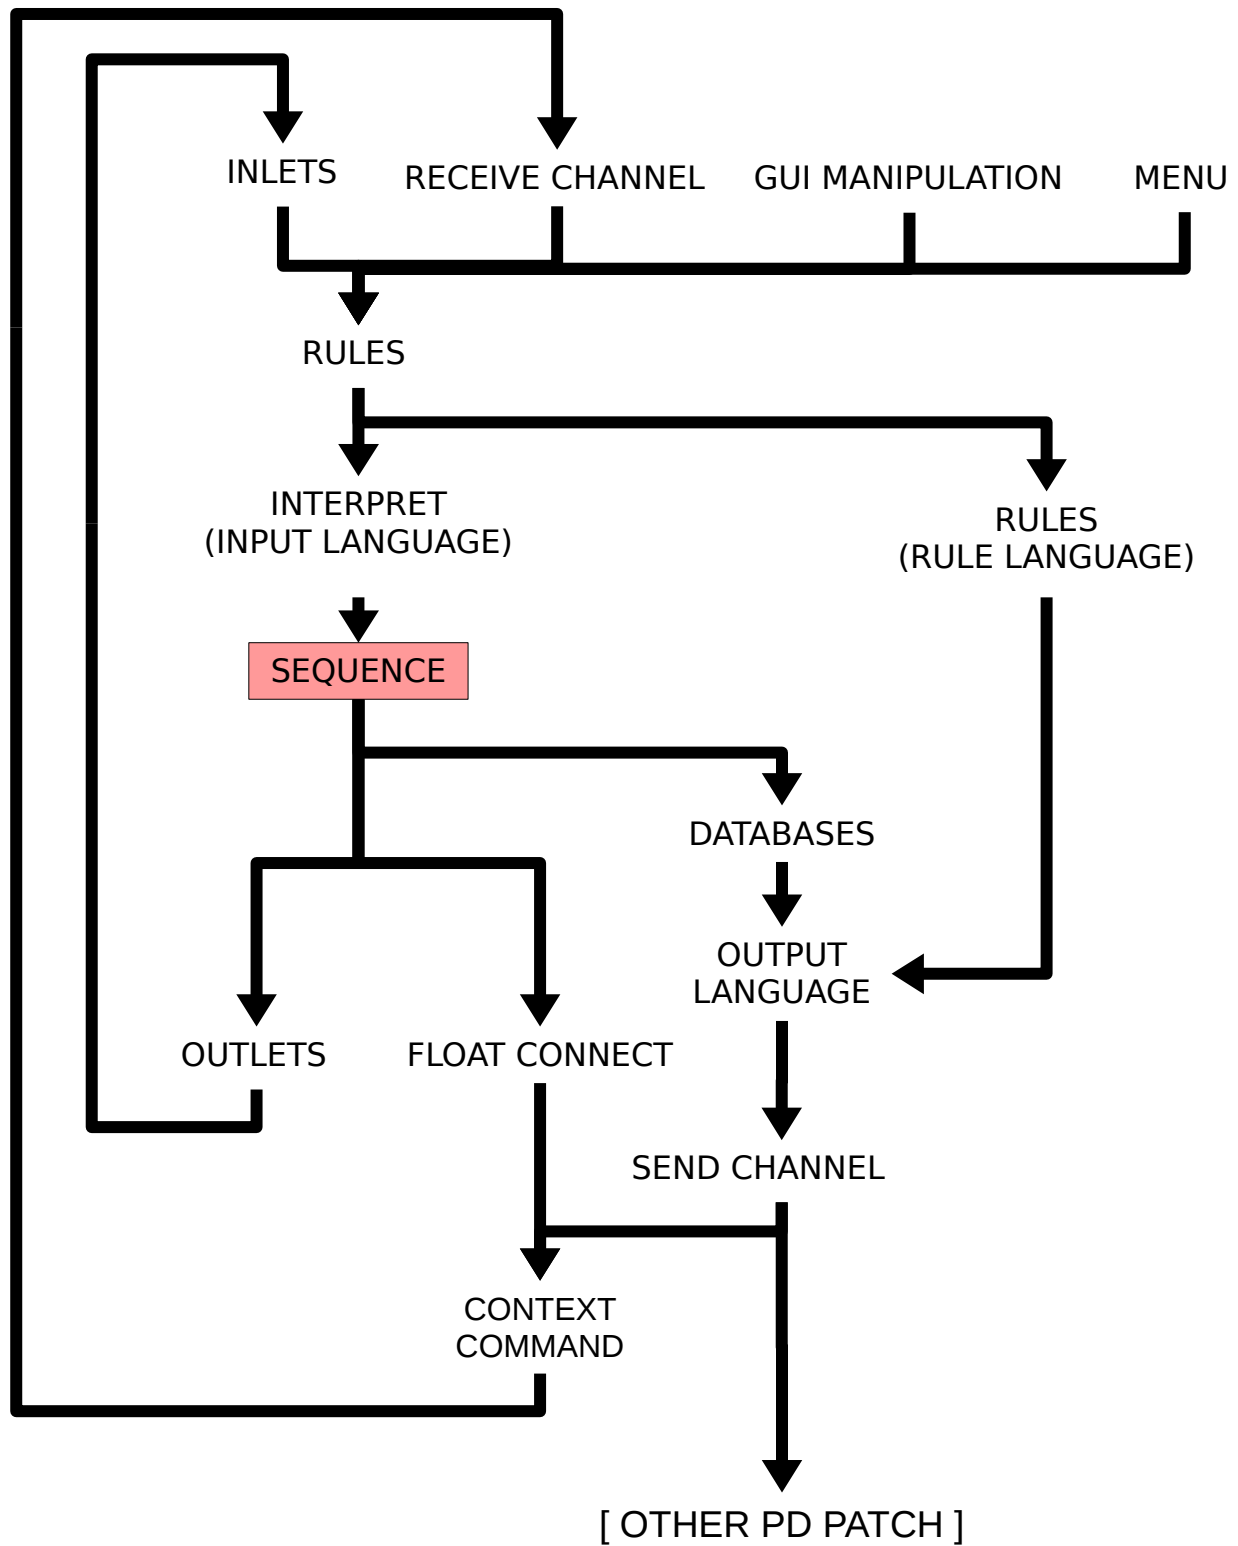 INLETS
RECEIVE CHANNEL
GUI MANIPULATION
MENU
RULES
INTERPRET
(INPUT LANGUAGE)
RULES
(RULE LANGUAGE)
SEQUENCE
DATABASES
OUTPUT
LANGUAGE
OUTLETS
FLOAT CONNECT
SEND CHANNEL
CONTEXT
COMMAND
[ OTHER PD PATCH ]